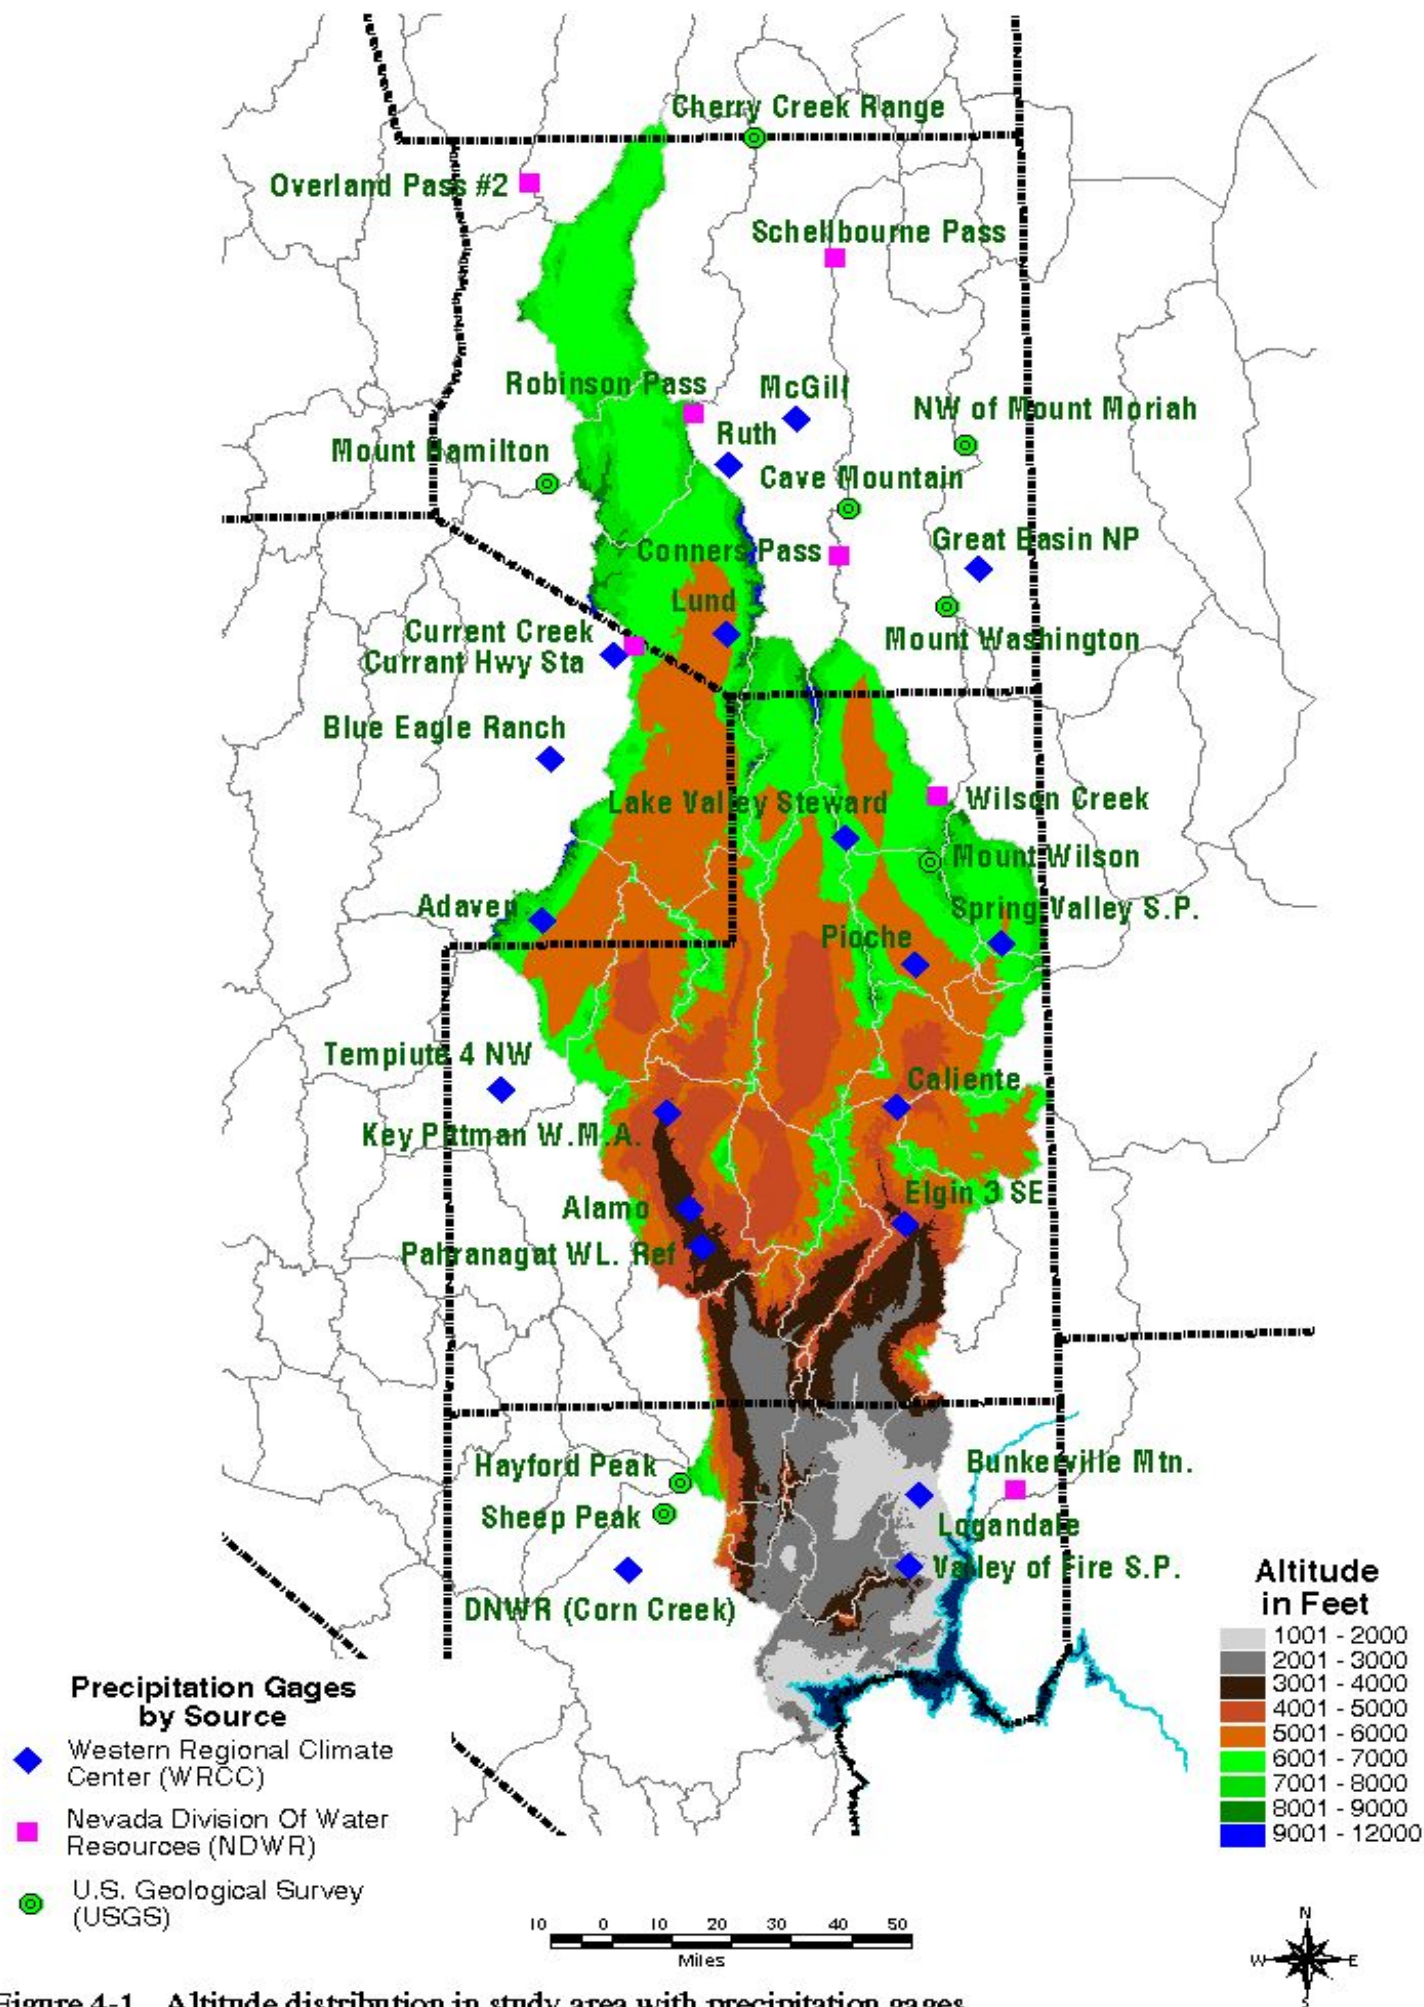 Cherry Creek Range
Overland Pass #2
Schellbourne Pass
Robinson Pass
McGill
NW of Mount Moriah
Ruth
Mount Hamilton
Cave Mountain
Great Basin NP
Conners Pass
Lund
Current Creek
Mount Washington
Currant Hwy Sta
Blue Eagle Ranch
Lake Valley Steward
Wilson Creek
Mount Wilson
Adaven
Spring Valley S.P.
Pioche
Tempiute 4 NW
Caliente
Key Pittman W.M.A.
Elgin 3 SE
Alamo
Pahranagat WL. Ref
Hayford Peak
Bunkerville Mtn.
Sheep Peak
Logandale
Valley of Fire S.P.
DNWR (Corn Creek)
Altitude
in Feet
1001 - 2000
2001 - 3000
3001 - 4000
4001 - 5000
5001 - 6000
6001 - 7000
7001 - 8000
8001 - 9000
9001 - 12000
Precipitation Gages
by Source
Western Regional Climate
Center (WRCC)
Nevada Division Of Water
Resources (NDWR)
U.S. Geological Survey
(USGS)
10 0 10 20 30 40 50
Miles
N
W E
S
Figure 4-1. Altitude distribution in study area with precipitation gages